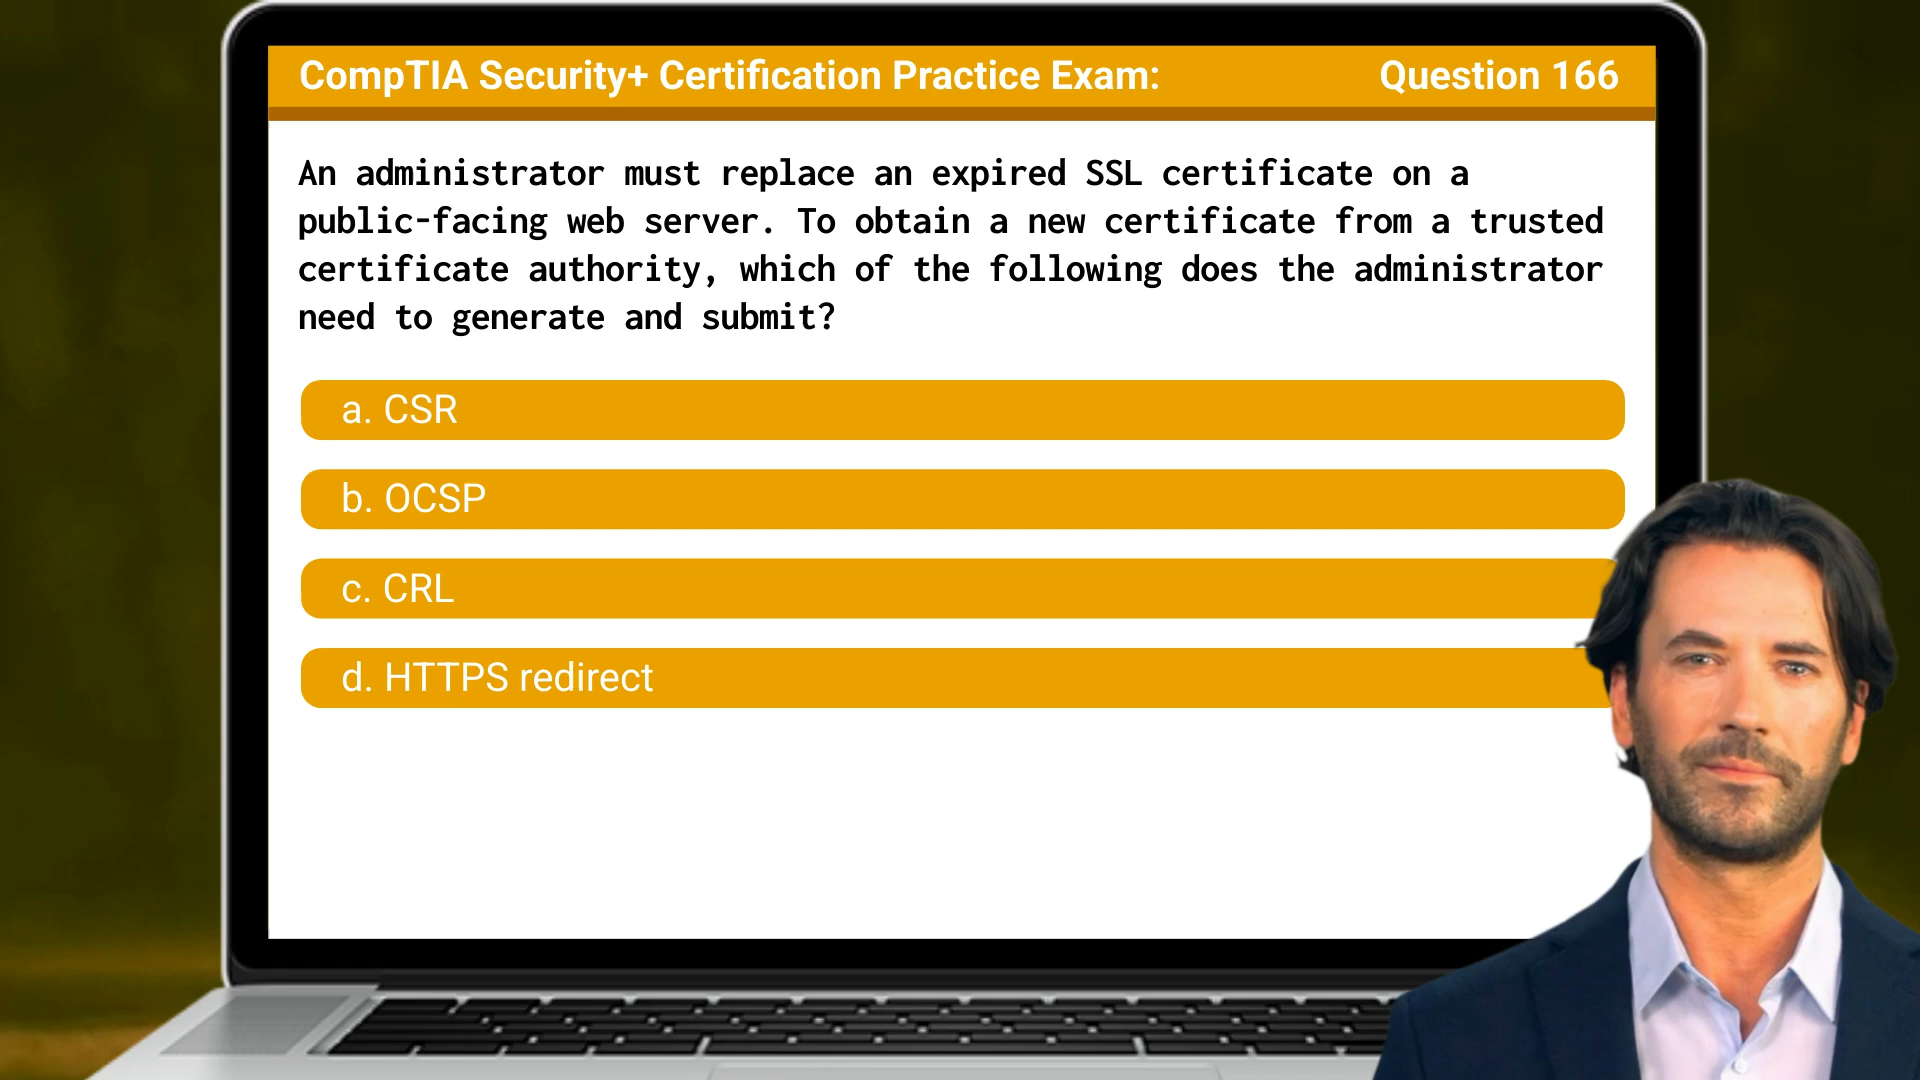 CompTIA Security+ Certification Practice Exam: Question 166
An administrator must replace an expired SSL certificate on a
public-facing web server. To obtain a new certificate from a trusted
certificate authority, which of the following does the administrator
need to generate and submit?
a. CSR
b. OCSP
c. CRL
d. HTTPS redirect